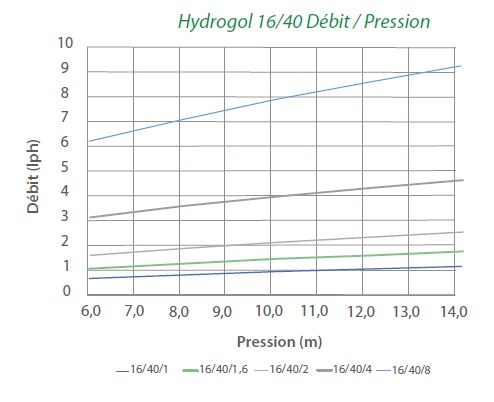 Hydrogol 16/40 Débit / Pression
10
9
8
7
6
5
4
3
2
1
0
Débit (lph)
6,0 7,0 8,0 9,0 10,0 11,0 12,0 13,0 14,0
Pression (m)
16/40/1 16/40/1,6 16/40/2 16/40/4 16/40/8